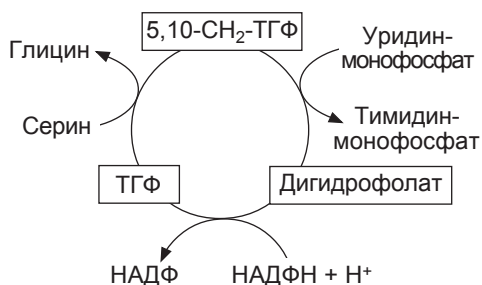 5,10-CH₂-ТГФ
Глицин
Уридин-
монофосфат
Серин
Тимидин-
монофосфат
ТГФ
Дигидрофолат
НАДФ
НАДФН + Н⁺